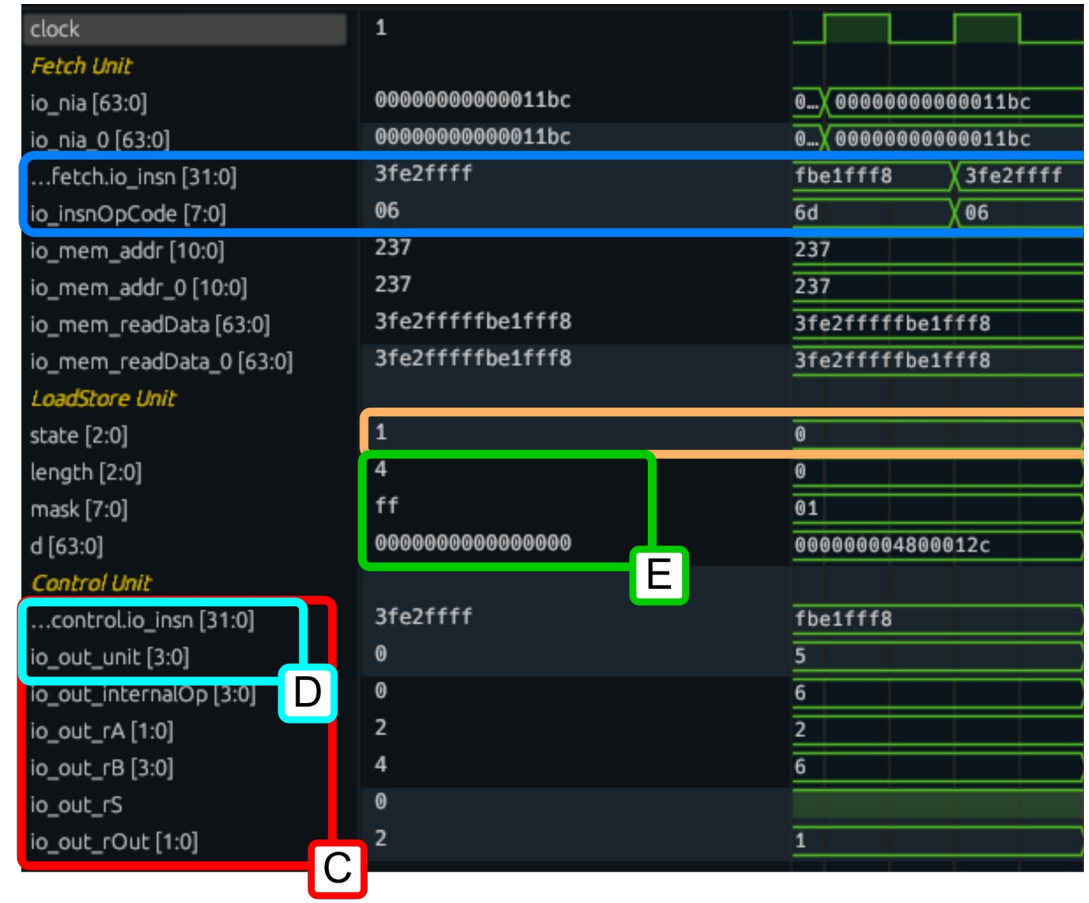 clock 1
Fetch Unit
io_nia [63:0] 00000000000011bc 0… 00000000000011bc
io_nia_0 [63:0] 00000000000011bc 0… 00000000000011bc
…fetch.io_insn [31:0] 3fe2ffff fbe1fff8 3fe2ffff
io_insnOpCode [7:0] 06 6d 06
io_mem_addr [10:0] 237 237
io_mem_addr_0 [10:0] 237 237
io_mem_readData [63:0] 3fe2fffffbe1fff8 3fe2fffffbe1fff8
io_mem_readData_0 [63:0] 3fe2fffffbe1fff8 3fe2fffffbe1fff8
LoadStore Unit
state [2:0] 1 0
length [2:0] 4 0
mask [7:0] ff 01
d [63:0] 0000000000000000 000000004800012c
E
Control Unit
…control.io_insn [31:0] 3fe2ffff fbe1fff8
io_out_unit [3:0] 0 5
D
io_out_internalOp [3:0] 0 6
io_out_rA [1:0] 2 2
io_out_rB [3:0] 4 6
io_out_rS 0
io_out_rOut [1:0] 2 1
C